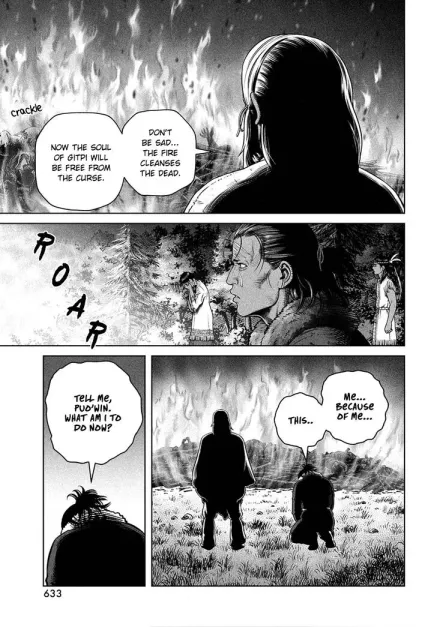 DON'T
BE SAD...
THE FIRE
CLEANSES
THE DEAD.
NOW THE SOUL
OF GITPI WILL
BE FREE FROM
THE CURSE.
crackle
ROAR
ME...
BECAUSE
OF ME...
THIS..
TELL ME,
PUO'WIN.
WHAT AM I TO
DO NOW?
633